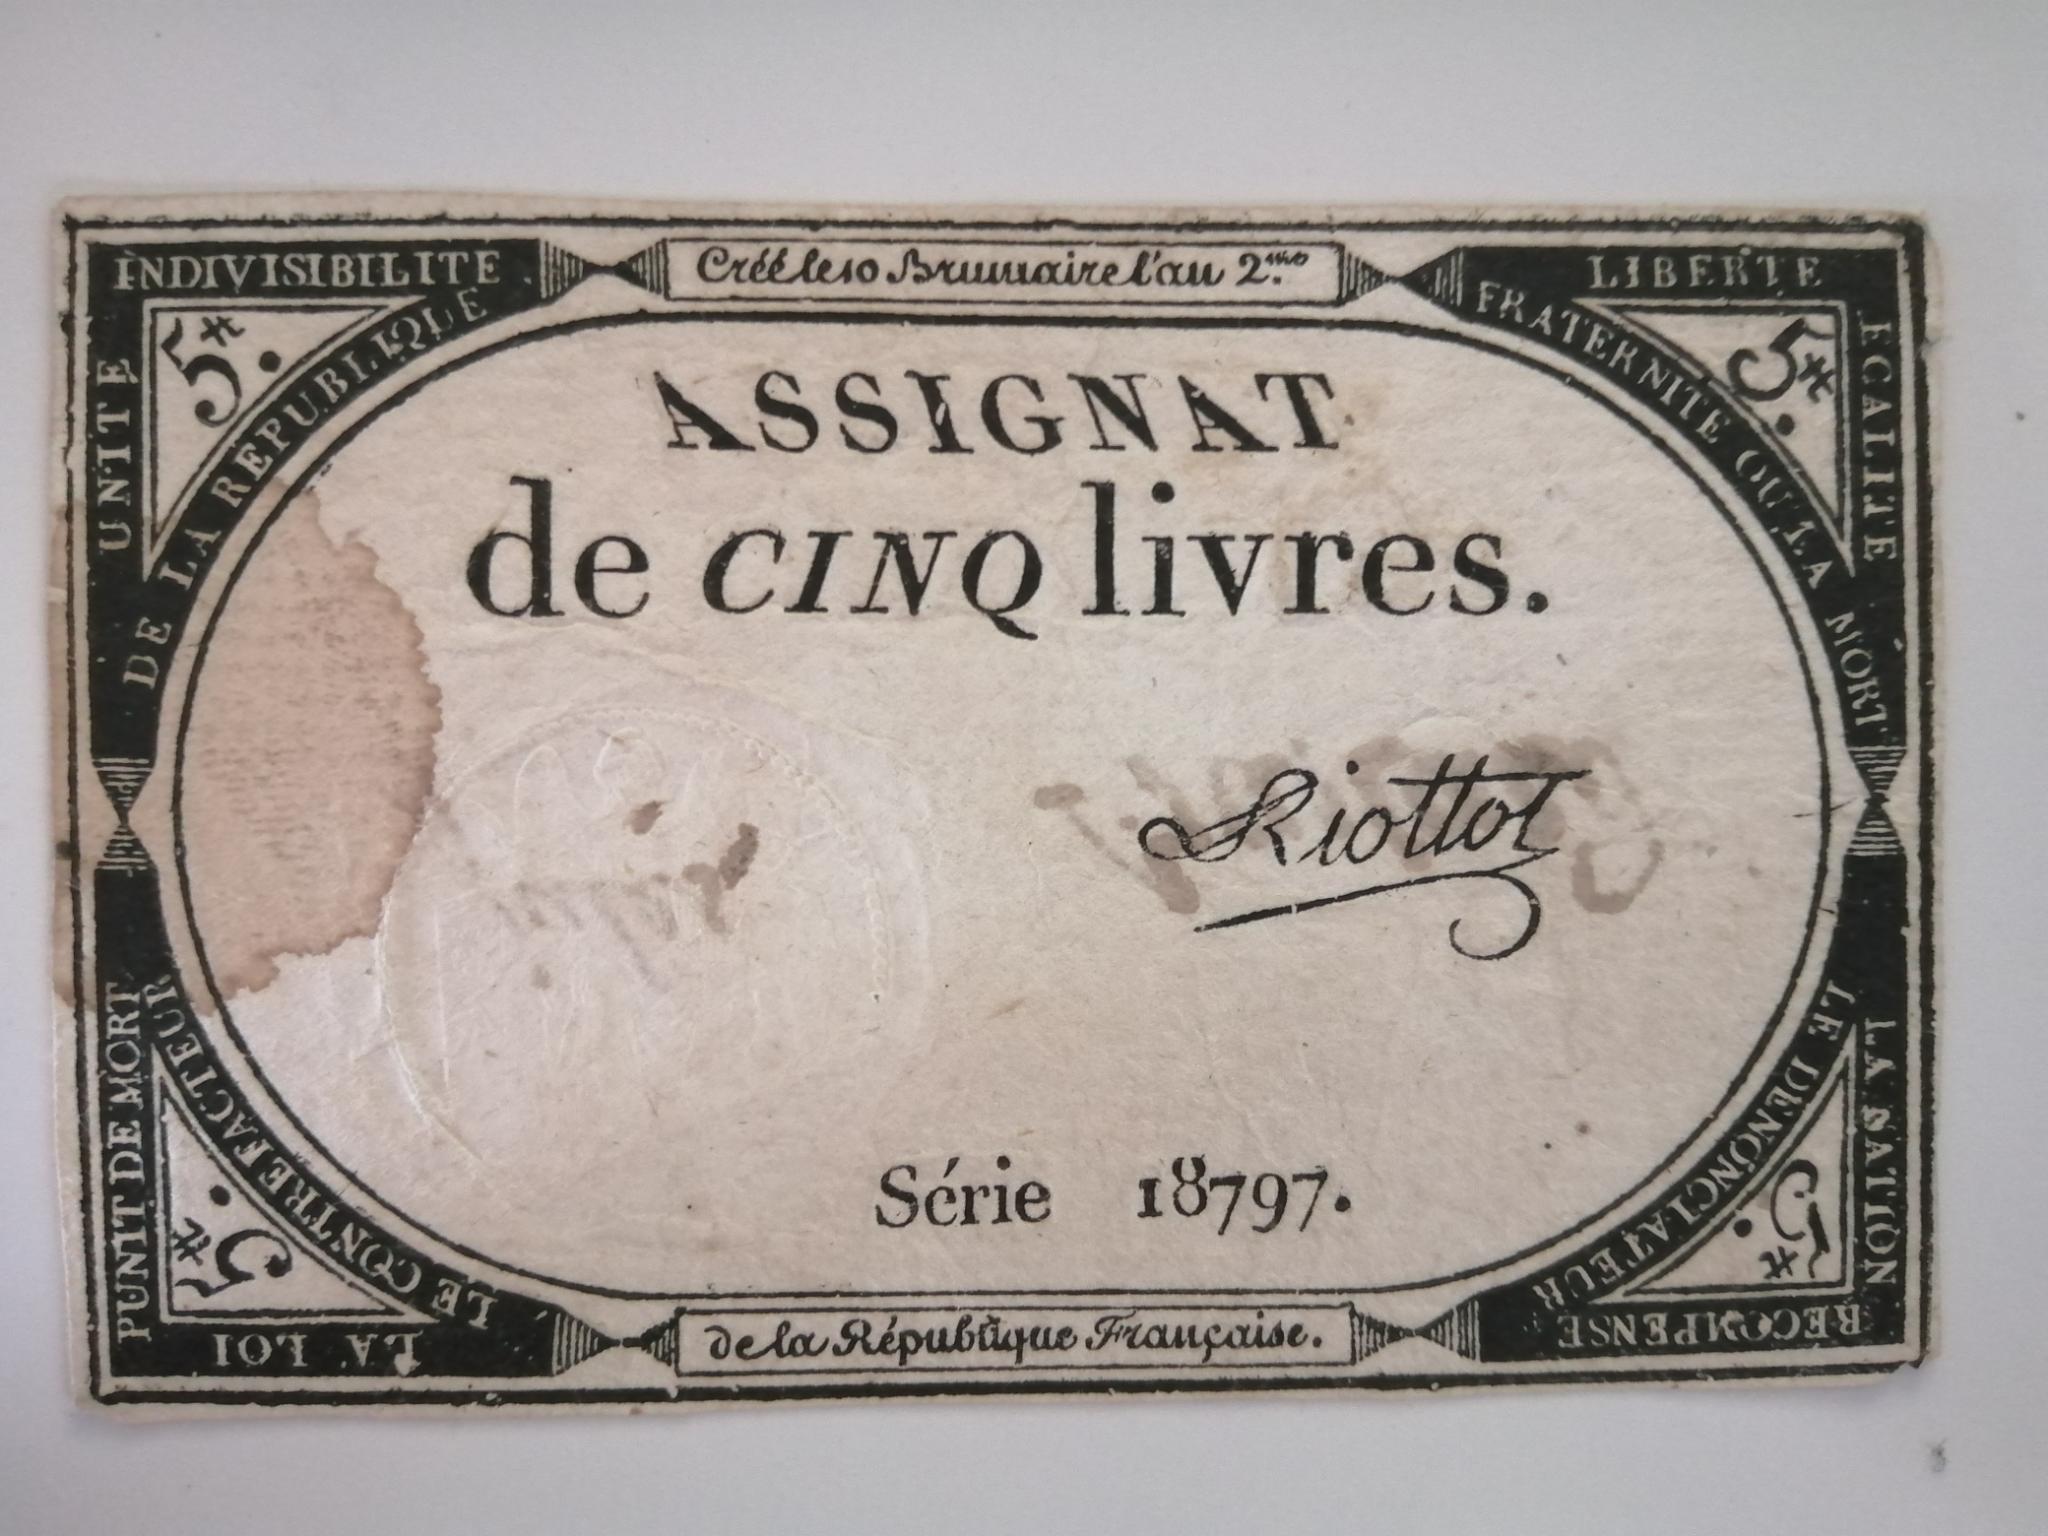 INDIVISIBILITE
Créé le 10 Brumaire l'an 2.me
LIBERTE
UNITE
DE LA REPUBLIQUE
5₶.
5₶.
FRATERNITE OU LA MORT
EGALITE
ASSIGNAT
de CINQ livres.
Riottot
Série 18797.
PUNIT DE MORT
LE CONTREFACTEUR
5₶.
5₶.
LE DENONCIATEUR
LA NATION
LA LOI
de la République Française.
RECOMPENSE